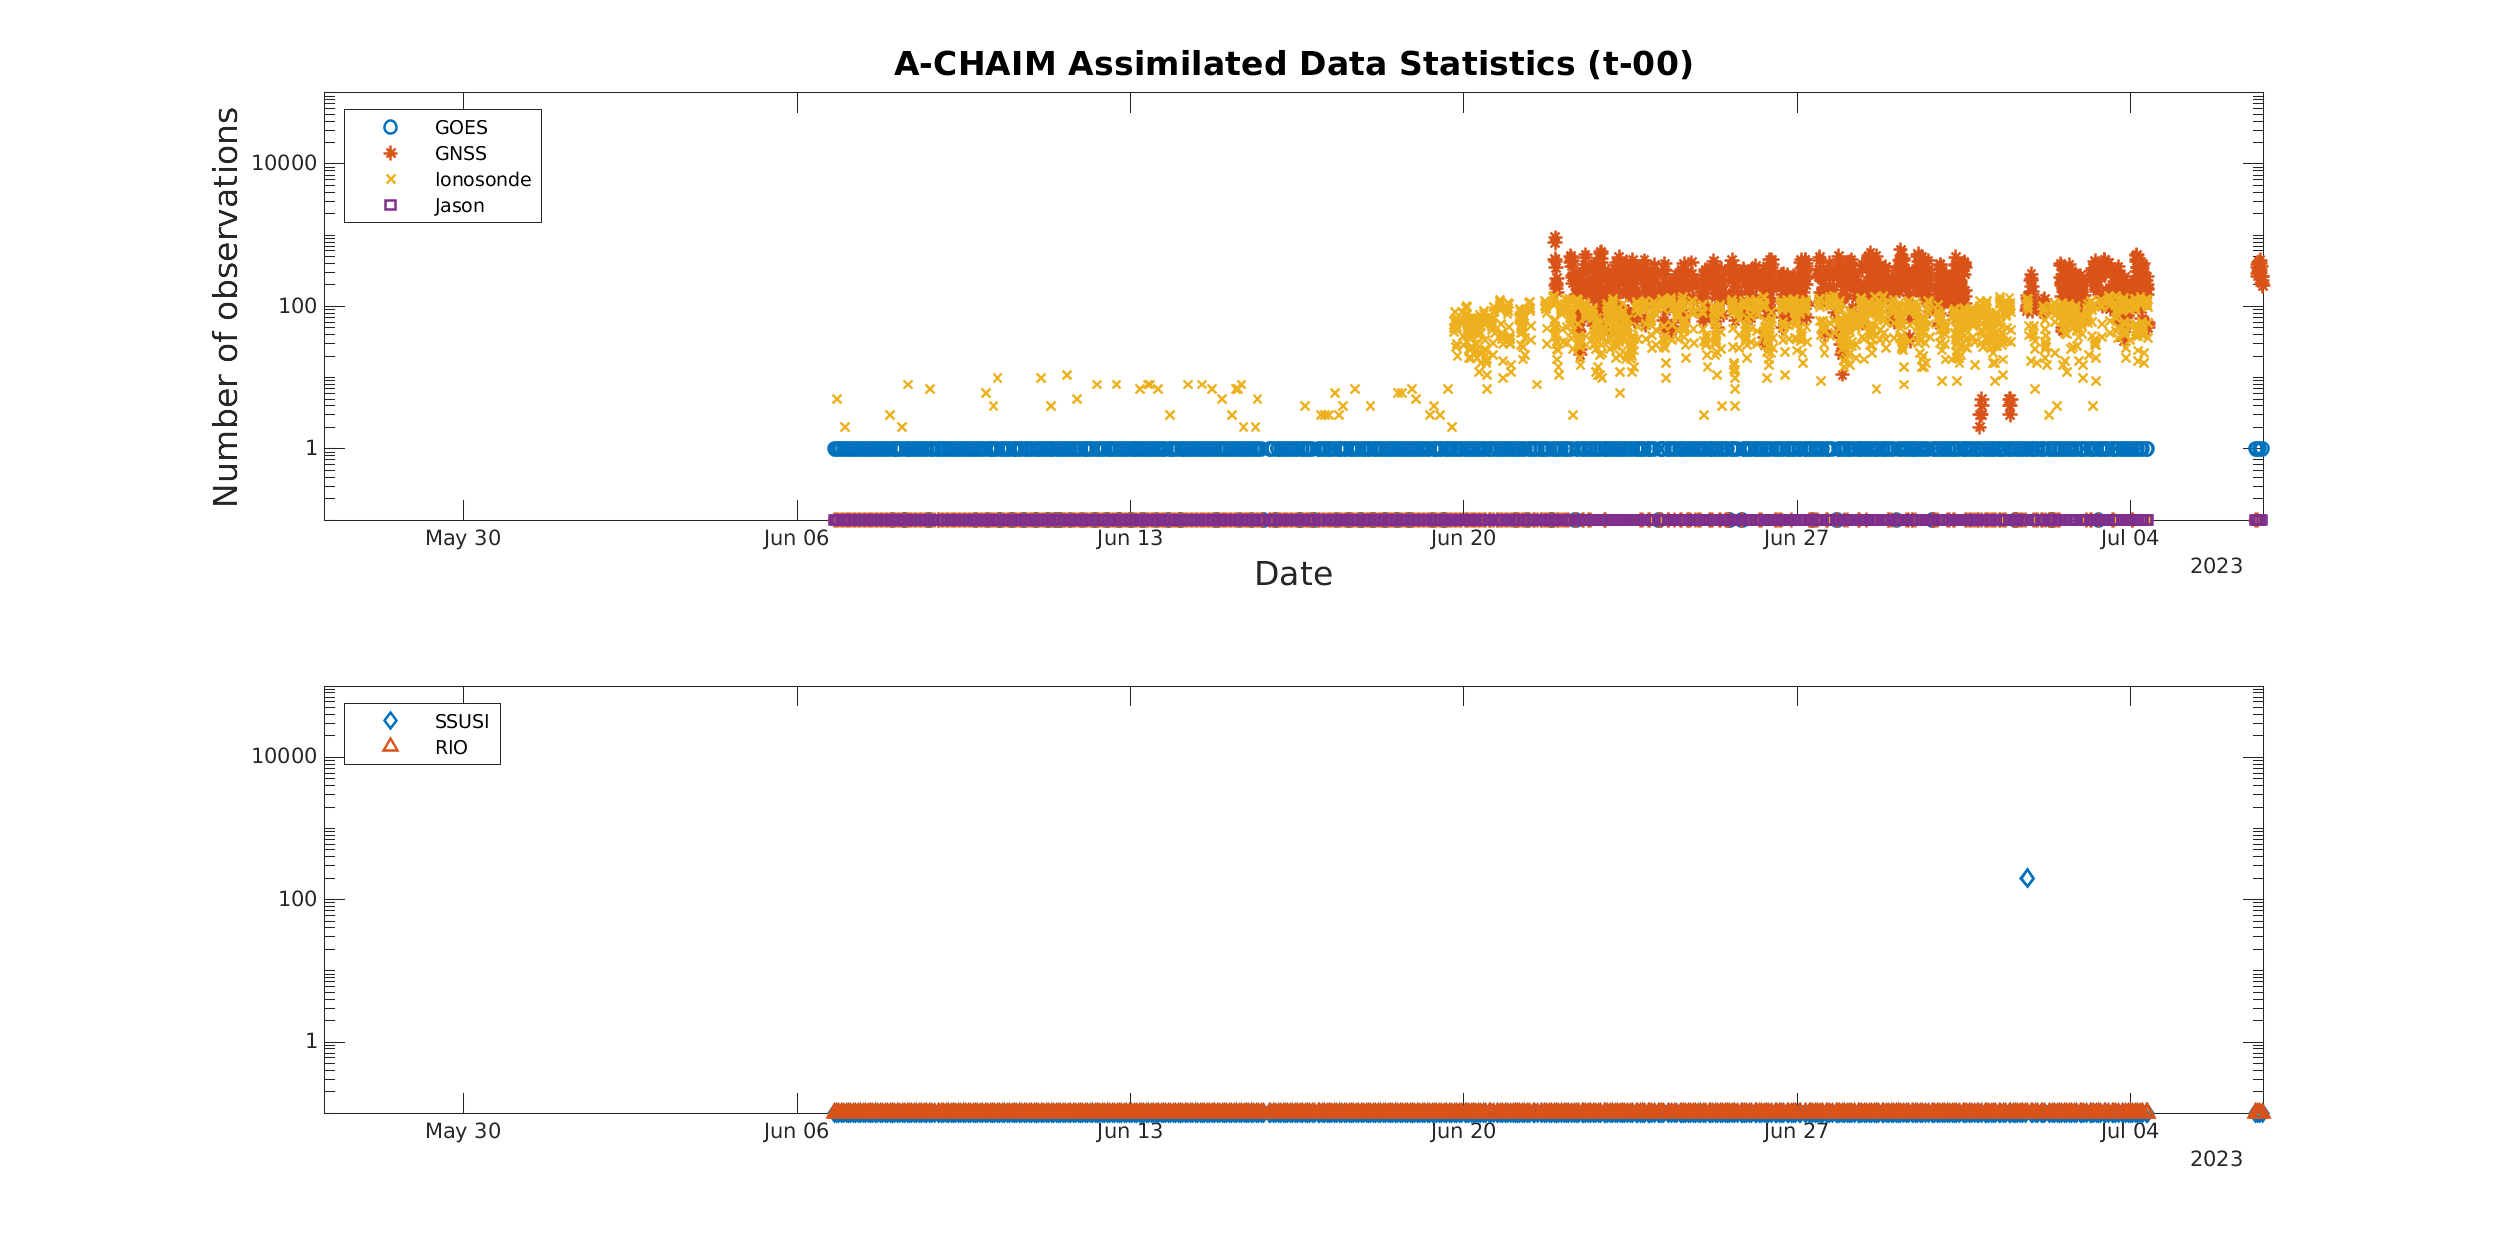 A-CHAIM Assimilated Data Statistics (t-00)
Number of observations
GOES
GNSS
Ionosonde
Jason
10000
100
1
May 30 Jun 06 Jun 13 Jun 20 Jun 27 Jul 04
2023
Date
SSUSI
RIO
10000
100
1
May 30 Jun 06 Jun 13 Jun 20 Jun 27 Jul 04
2023